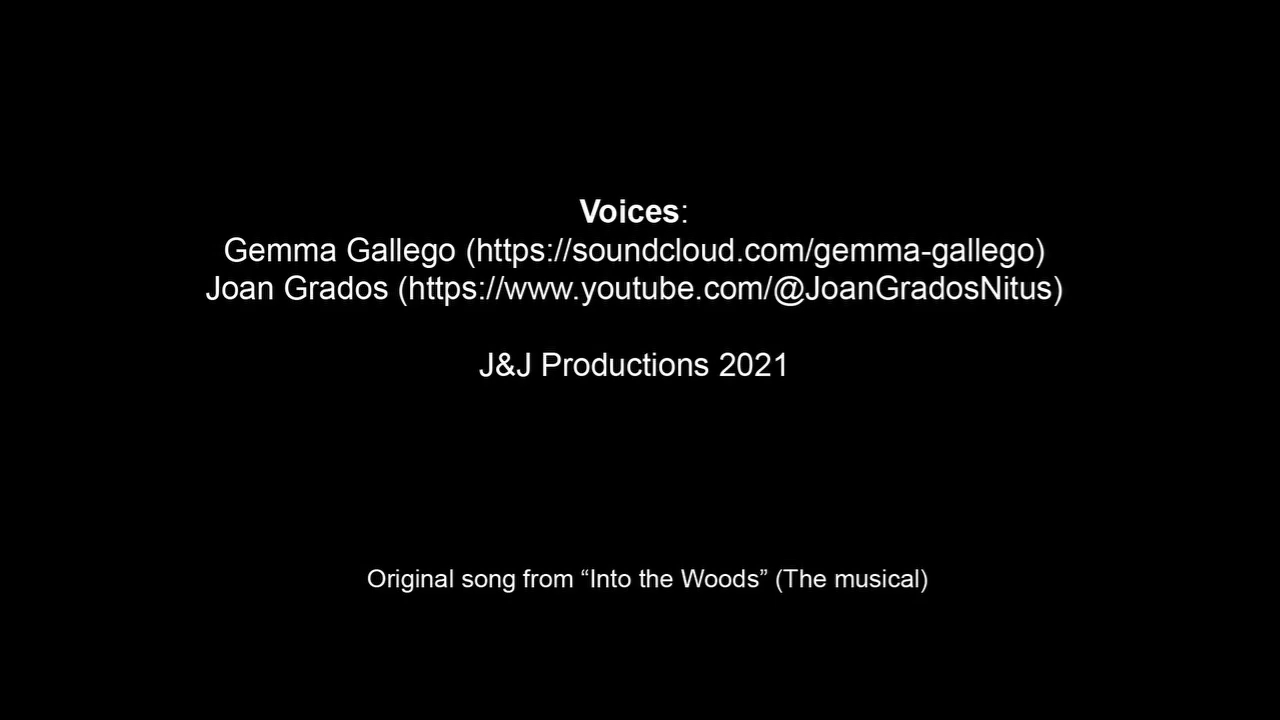 Voices:
Gemma Gallego (https://soundcloud.com/gemma-gallego)
Joan Grados (https://www.youtube.com/@JoanGradosNitus)
J&J Productions 2021
Original song from “Into the Woods” (The musical)